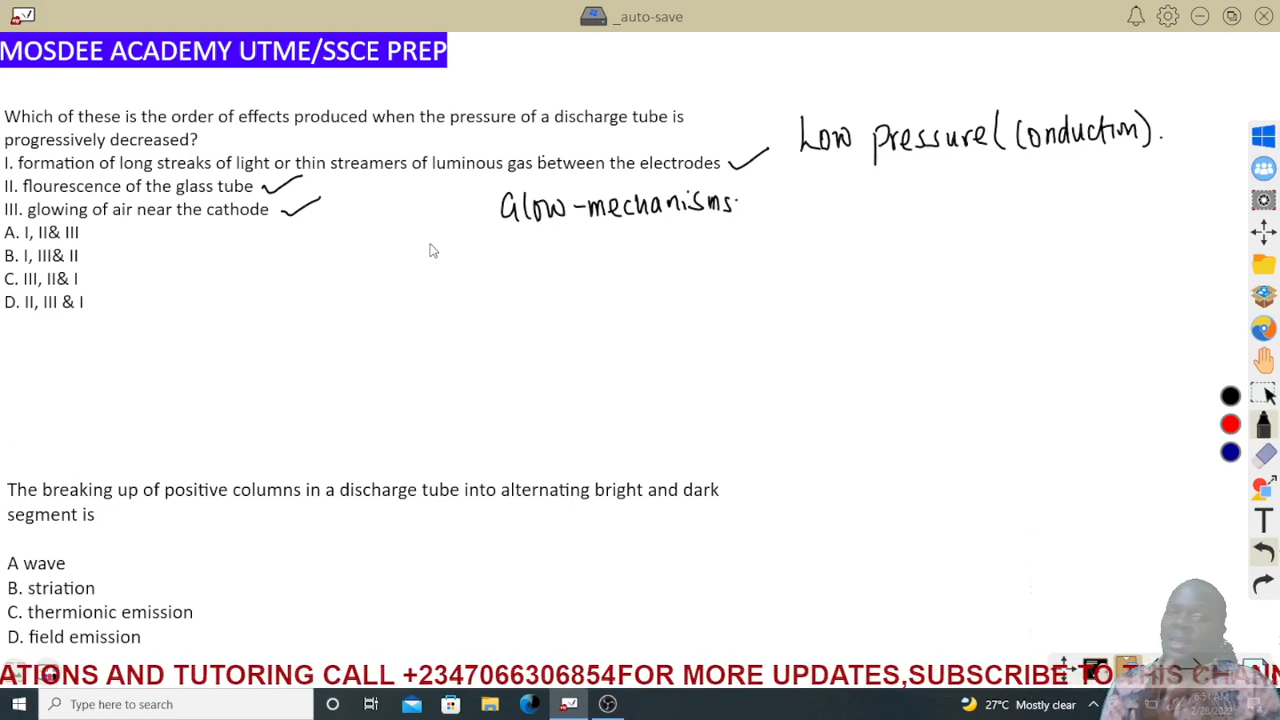 _auto-save
MOSDEE ACADEMY UTME/SSCE PREP
Which of these is the order of effects produced when the pressure of a discharge tube is
progressively decreased?
I. formation of long streaks of light or thin streamers of luminous gas between the electrodes
II. flourescence of the glass tube
III. glowing of air near the cathode
A. I, II& III
B. I, III& II
C. III, II& I
D. II, III & I
Low pressure (conduction).
Glow-mechanisms.
The breaking up of positive columns in a discharge tube into alternating bright and dark
segment is
A wave
B. striation
C. thermionic emission
D. field emission
ATIONS AND TUTORING CALL +2347066306854FOR MORE UPDATES,SUBSCRIBE TO THIS CHANN
Type here to search
27°C Mostly clear